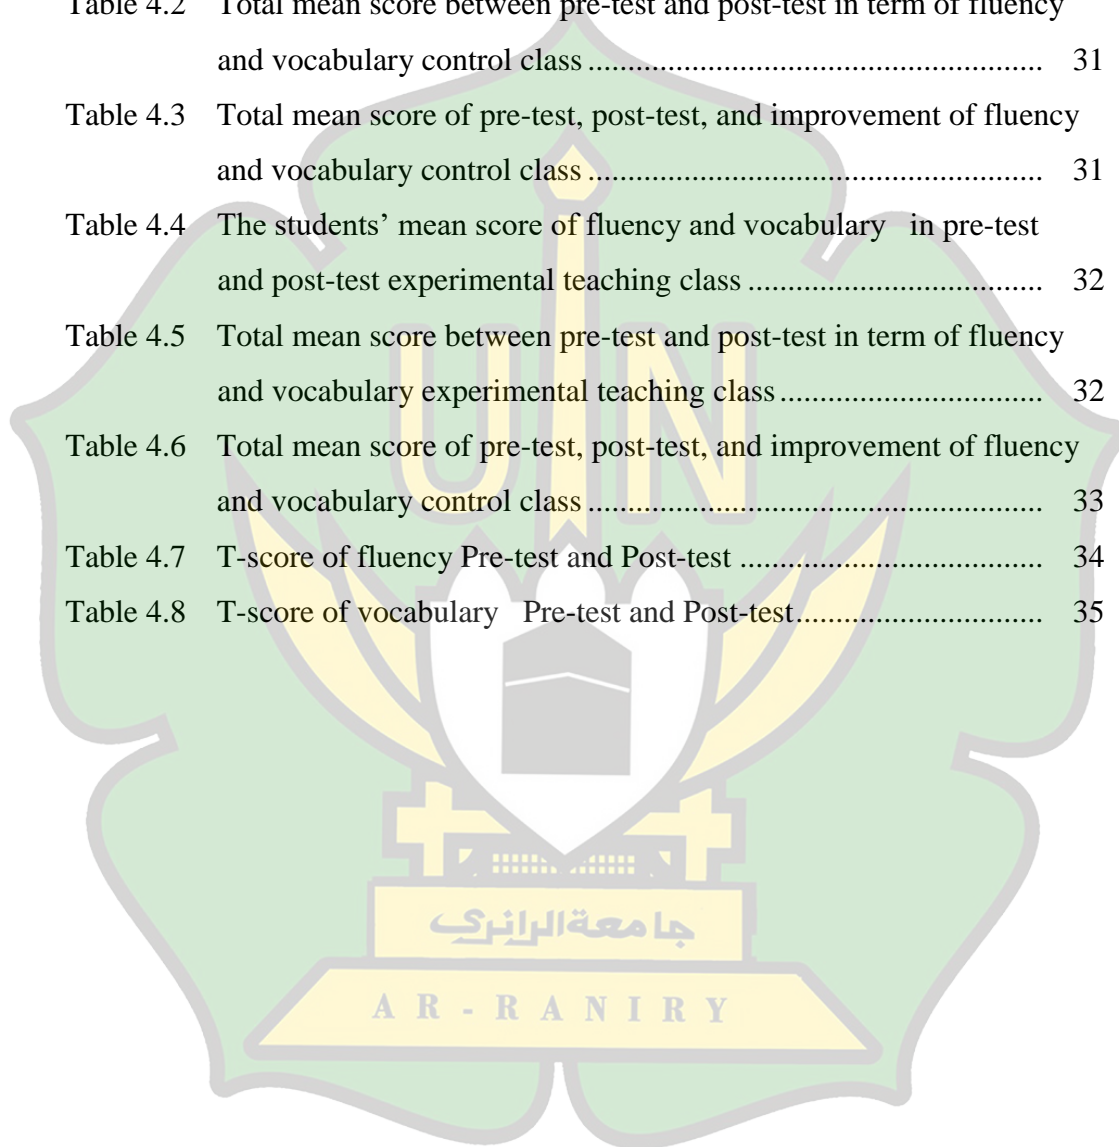 Table 4.2 Total mean score between pre-test and post-test in term of fluency
and vocabulary control class ......................................................... 31
Table 4.3 Total mean score of pre-test, post-test, and improvement of fluency
and vocabulary control class ......................................................... 31
Table 4.4 The students’ mean score of fluency and vocabulary in pre-test
and post-test experimental teaching class ..................................... 32
Table 4.5 Total mean score between pre-test and post-test in term of fluency
and vocabulary experimental teaching class ................................. 32
Table 4.6 Total mean score of pre-test, post-test, and improvement of fluency
and vocabulary control class ......................................................... 33
Table 4.7 T-score of fluency Pre-test and Post-test ...................................... 34
Table 4.8 T-score of vocabulary Pre-test and Post-test............................... 35
UIN
جامعةالرانري
AR-RANIRY